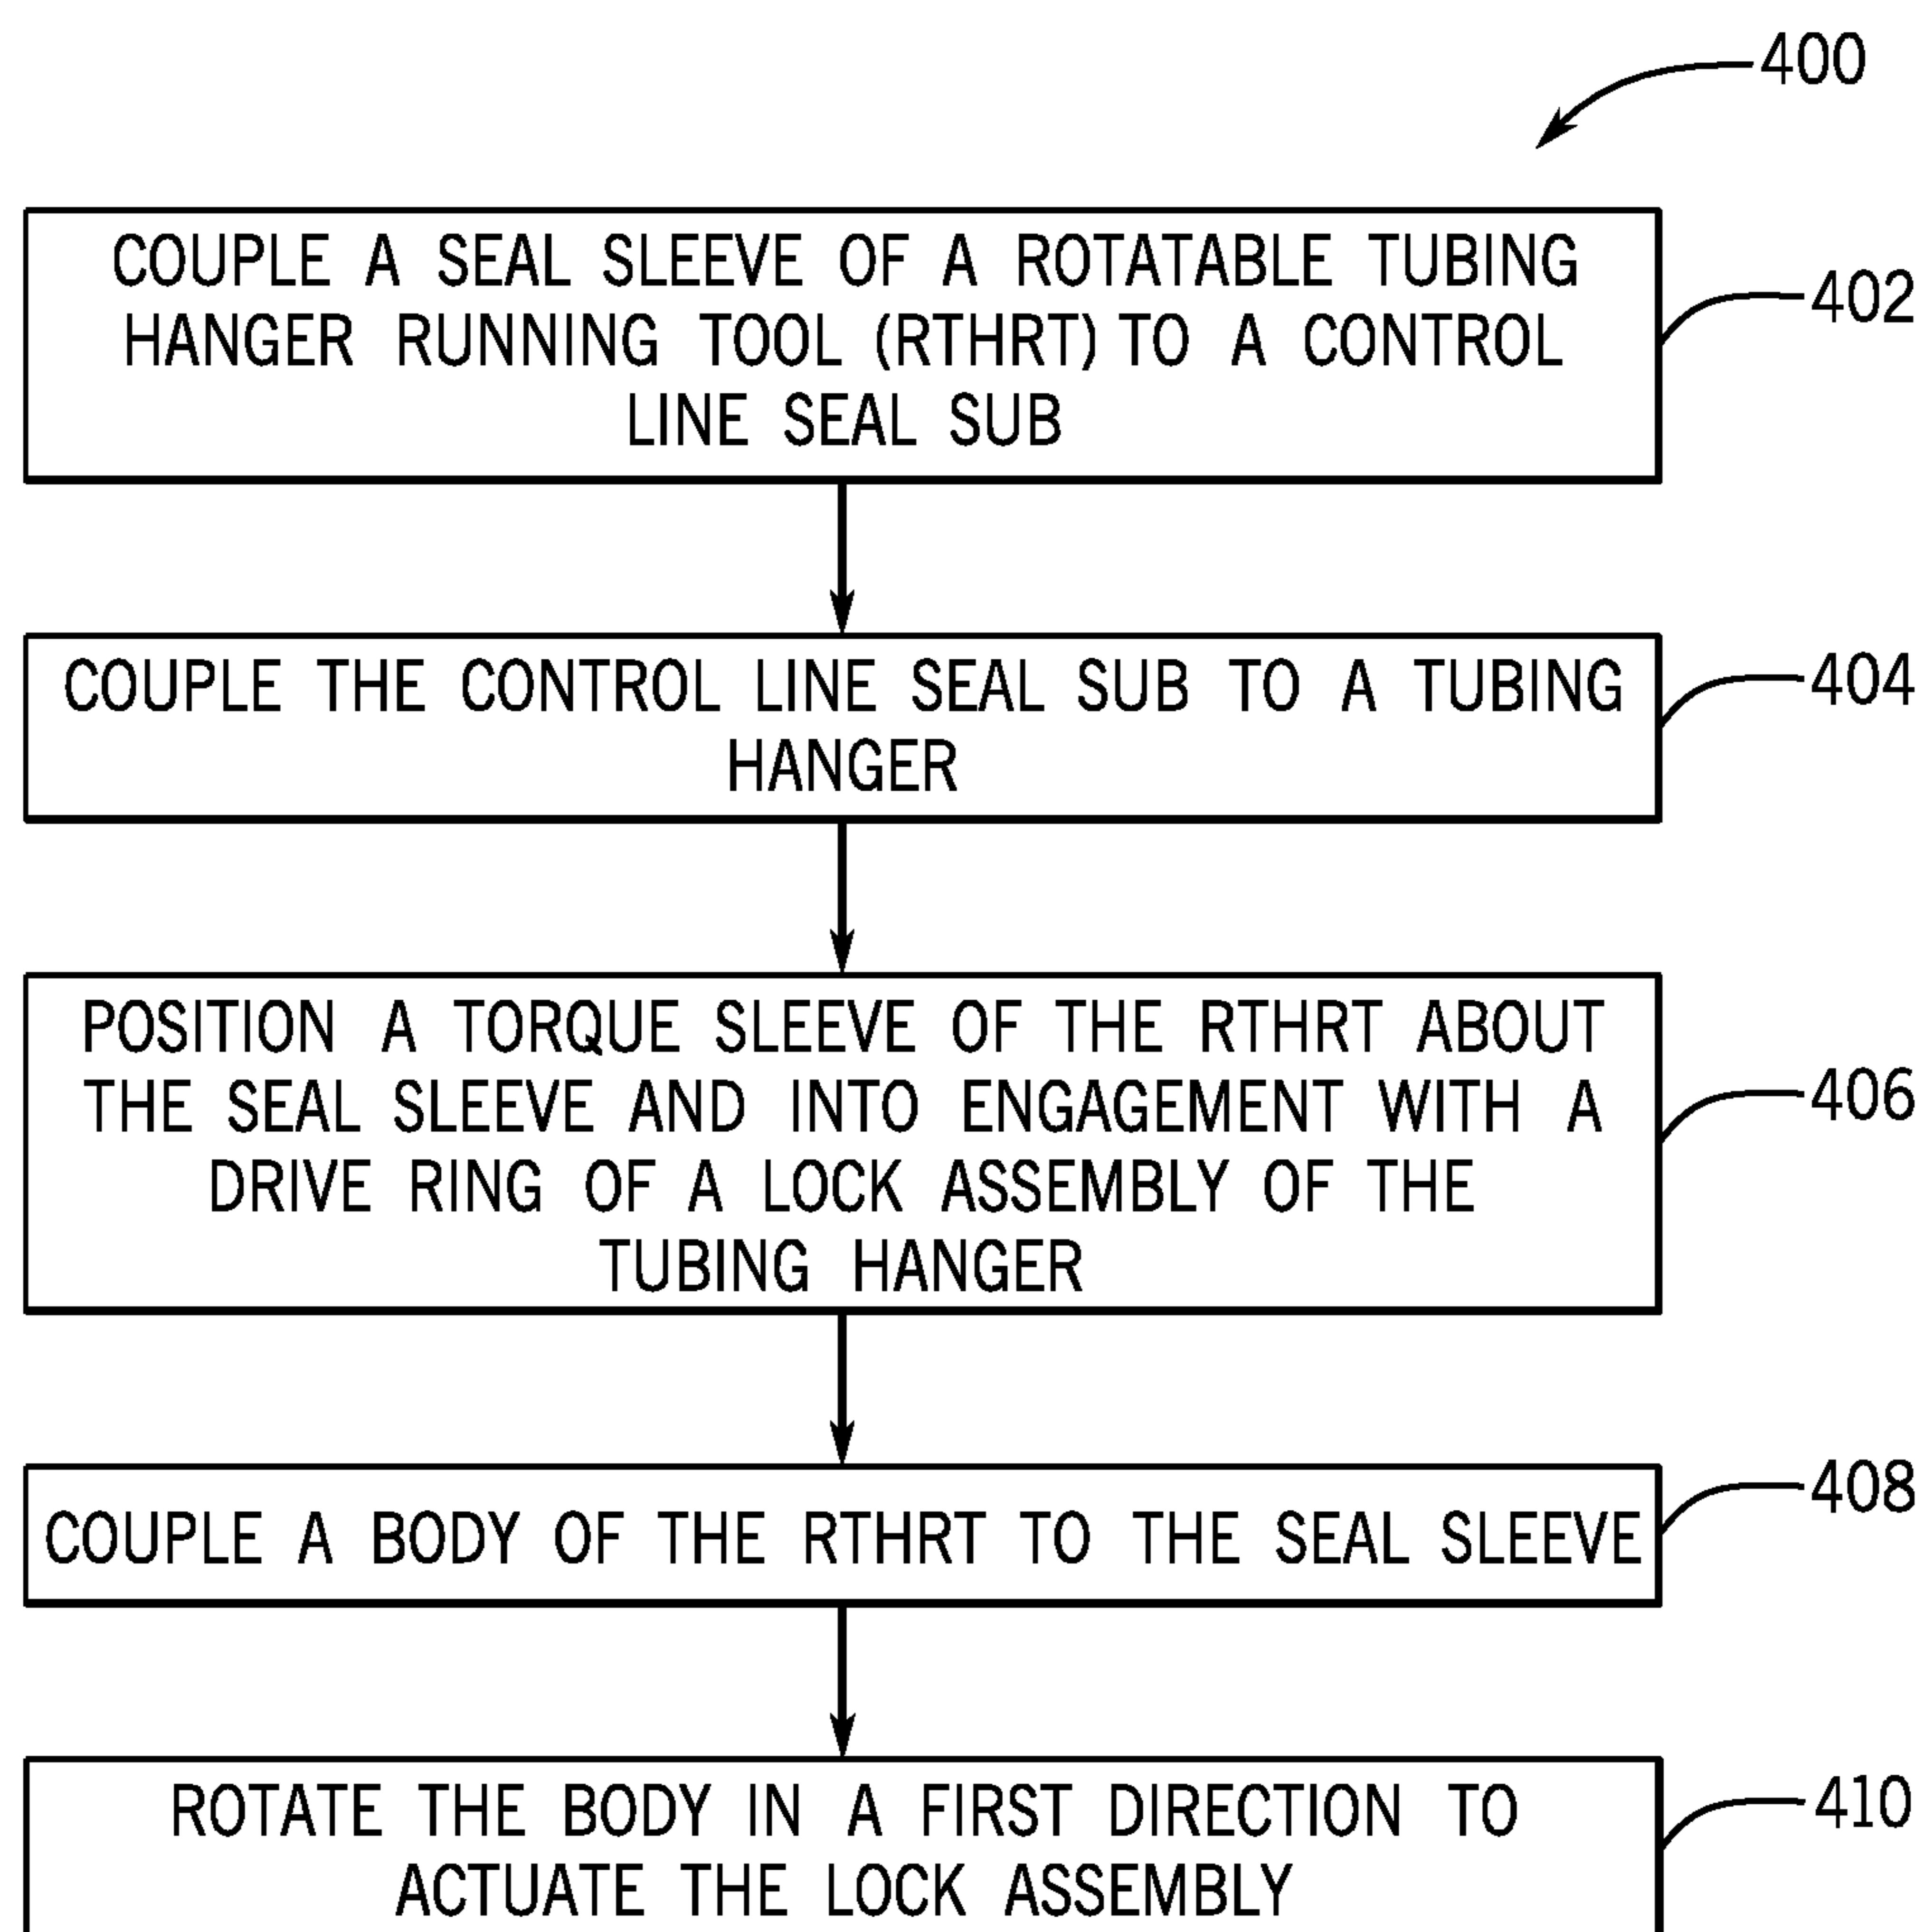 400
COUPLE A SEAL SLEEVE OF A ROTATABLE TUBING
HANGER RUNNING TOOL (RTHRT) TO A CONTROL
LINE SEAL SUB
402
COUPLE THE CONTROL LINE SEAL SUB TO A TUBING
HANGER
404
POSITION A TORQUE SLEEVE OF THE RTHRT ABOUT
THE SEAL SLEEVE AND INTO ENGAGEMENT WITH A
DRIVE RING OF A LOCK ASSEMBLY OF THE
TUBING HANGER
406
COUPLE A BODY OF THE RTHRT TO THE SEAL SLEEVE
408
ROTATE THE BODY IN A FIRST DIRECTION TO
ACTUATE THE LOCK ASSEMBLY
410